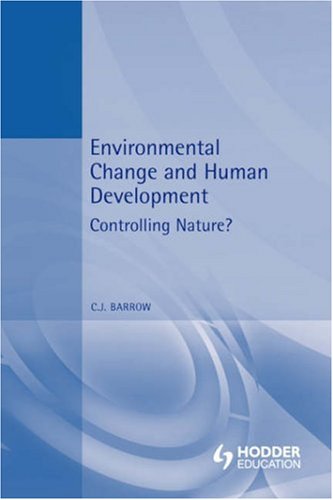 Environmental
Change and Human
Development
Controlling Nature?
C.J. BARROW
HODDER
EDUCATION